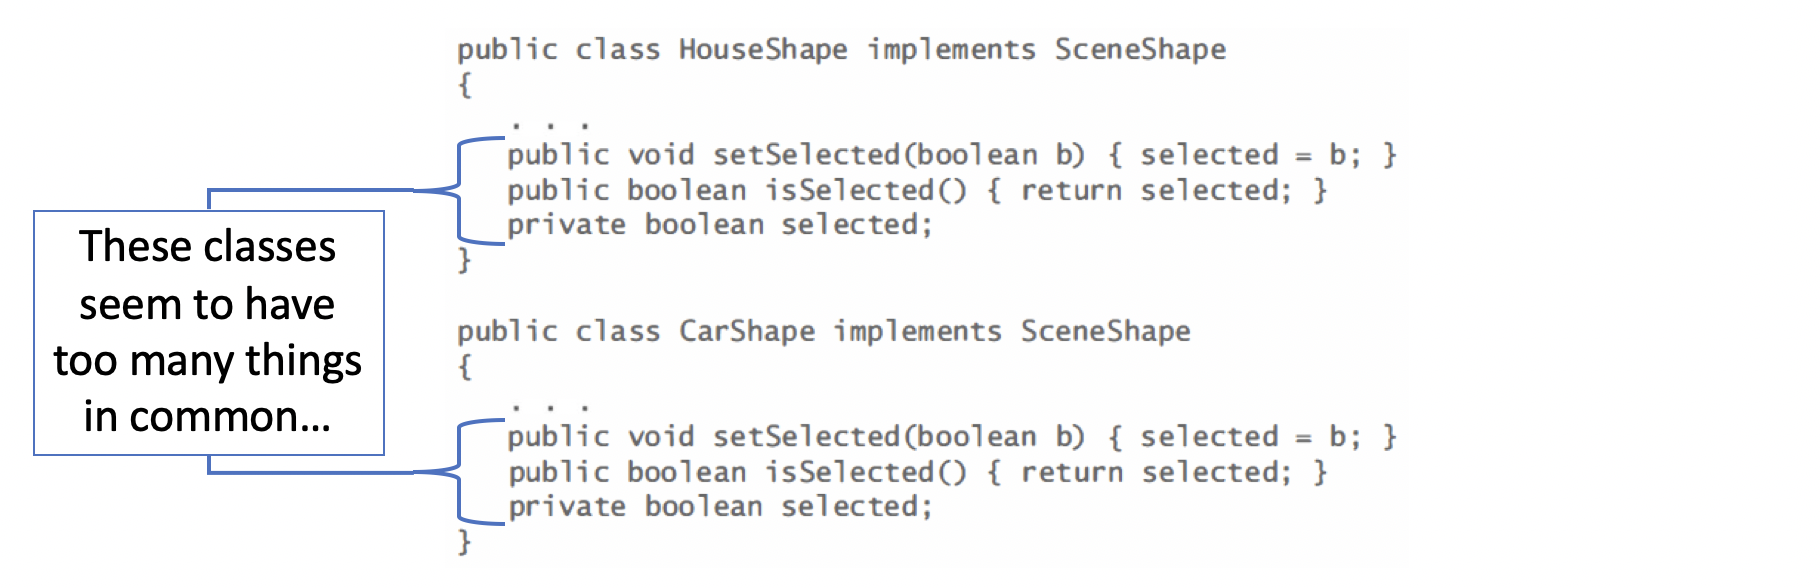 public class HouseShape implements SceneShape
{
. . .
public void setSelected(boolean b) { selected = b; }
public boolean isSelected() { return selected; }
private boolean selected;
}
These classes
seem to have
too many things
in common...
public class CarShape implements SceneShape
{
. . .
public void setSelected(boolean b) { selected = b; }
public boolean isSelected() { return selected; }
private boolean selected;
}